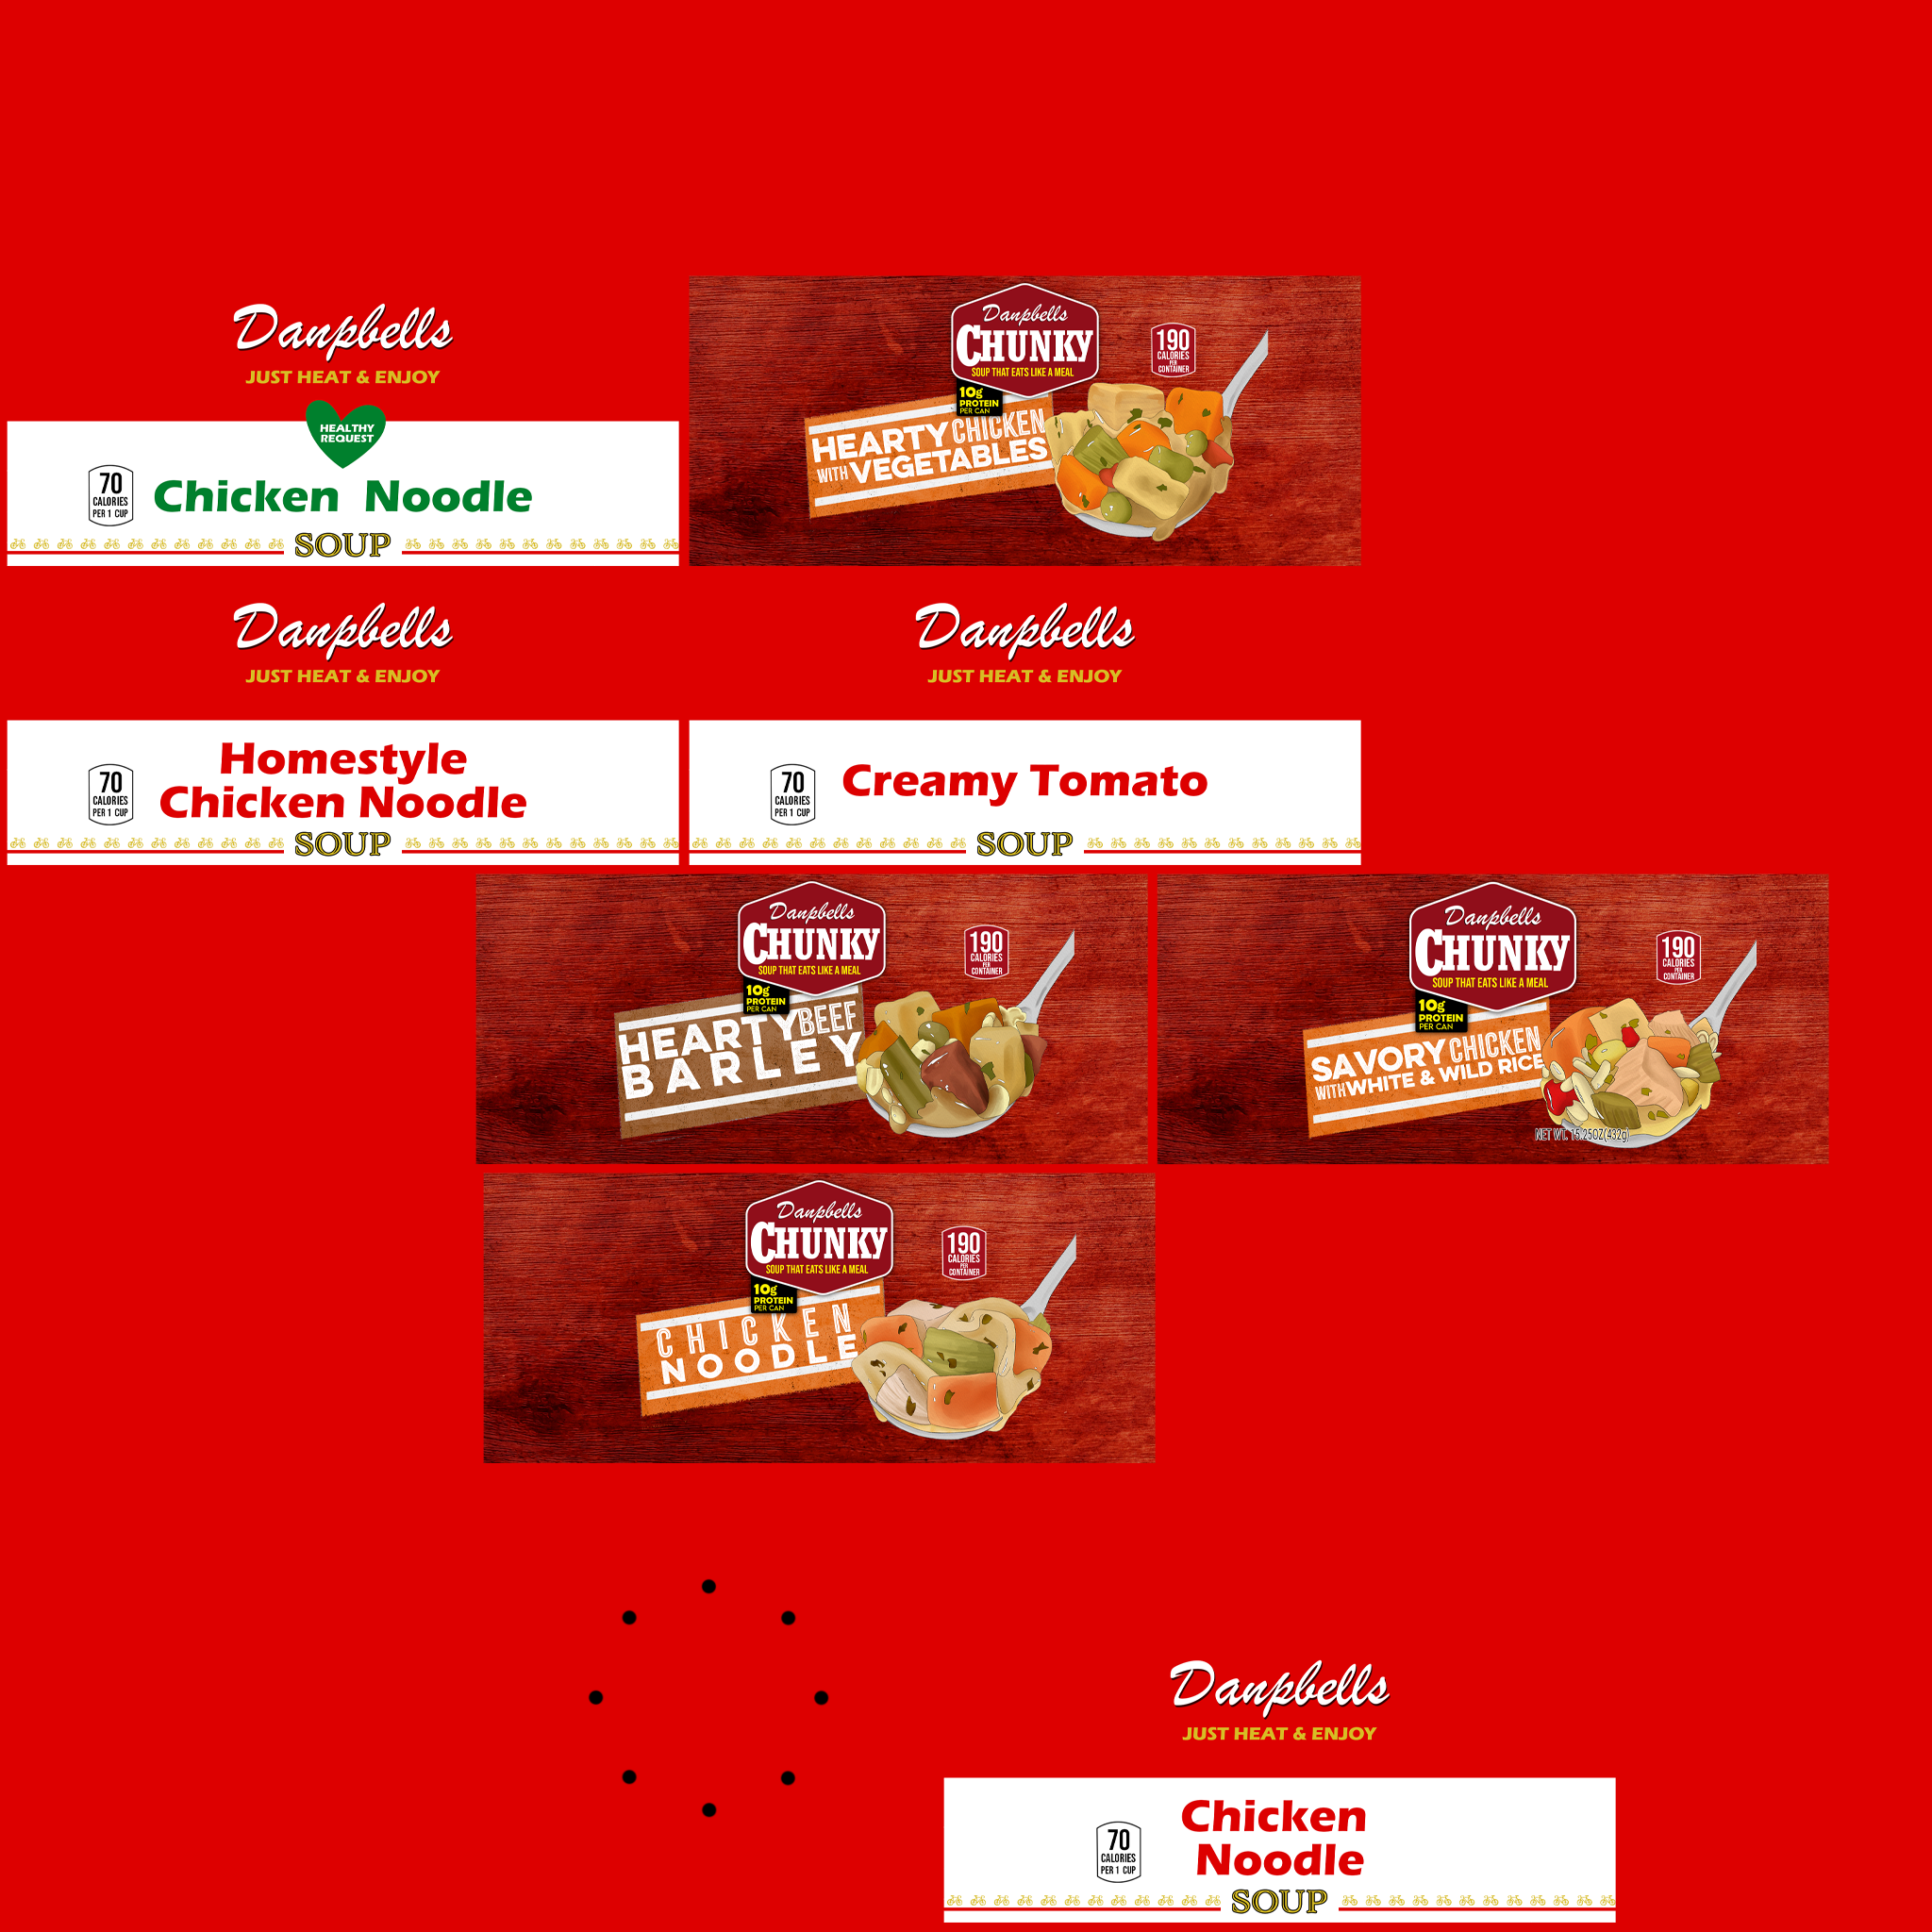 Danpbells
JUST HEAT & ENJOY
HEALTHY
REQUEST
70
CALORIES
PER 1 CUP
Chicken Noodle
SOUP
Danpbells
CHUNKY
SOUP THAT EATS LIKE A MEAL
10g
PROTEIN
PER CAN
190
CALORIES
PER
CONTAINER
HEARTY CHICKEN
WITH VEGETABLES
Danpbells
JUST HEAT & ENJOY
70
CALORIES
PER 1 CUP
Homestyle
Chicken Noodle
SOUP
Danpbells
JUST HEAT & ENJOY
70
CALORIES
PER 1 CUP
Creamy Tomato
SOUP
Danpbells
CHUNKY
SOUP THAT EATS LIKE A MEAL
10g
PROTEIN
PER CAN
190
CALORIES
PER
CONTAINER
HEARTY BEEF
BARLEY
Danpbells
CHUNKY
SOUP THAT EATS LIKE A MEAL
10g
PROTEIN
PER CAN
190
CALORIES
PER
CONTAINER
SAVORY CHICKEN
WITH WHITE & WILD RICE
NET WT. 15.25OZ(432g)
Danpbells
CHUNKY
SOUP THAT EATS LIKE A MEAL
10g
PROTEIN
PER CAN
190
CALORIES
PER
CONTAINER
CHICKEN
NOODLE
Danpbells
JUST HEAT & ENJOY
70
CALORIES
PER 1 CUP
Chicken
Noodle
SOUP